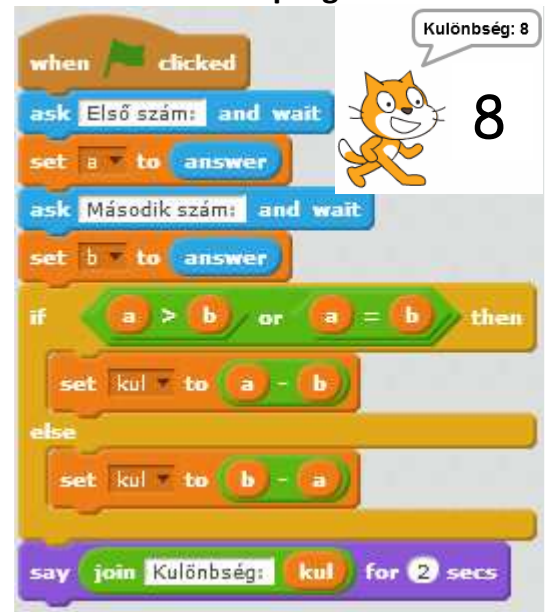 Kulönbség: 8
8
when clicked
ask Első szám: and wait
set a to answer
ask Második szám: and wait
set b to answer
if a > b or a = b then
set kul to a - b
else
set kul to b - a
say join Különbség: kul for 2 secs